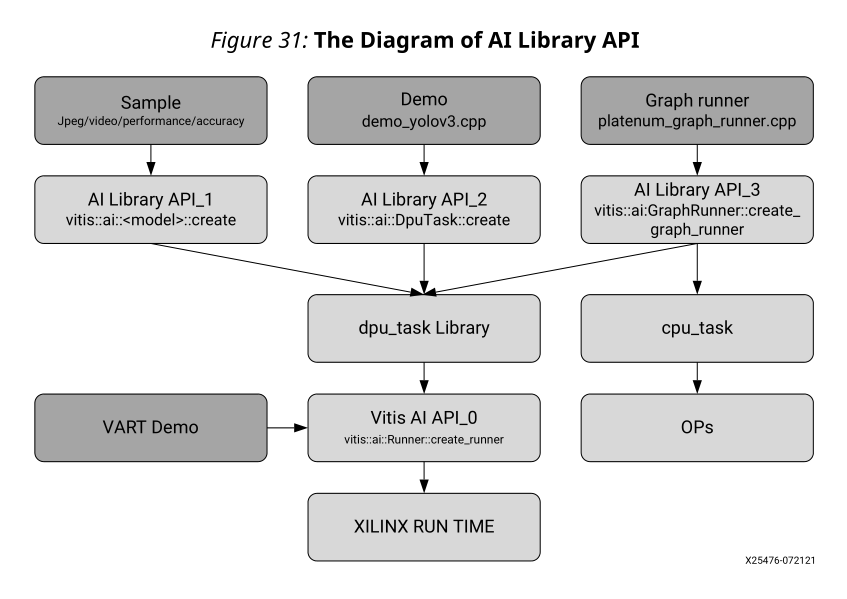 Figure 31: The Diagram of AI Library API
Sample
Jpeg/video/performance/accuracy
Demo
demo_yolov3.cpp
Graph runner
platenum_graph_runner.cpp
AI Library API_1
vitis::ai::<model>::create
AI Library API_2
vitis::ai::DpuTask::create
AI Library API_3
vitis::ai:GraphRunner::create_
graph_runner
dpu_task Library
cpu_task
VART Demo
Vitis AI API_0
vitis::ai::Runner::create_runner
OPs
XILINX RUN TIME
X25476-072121